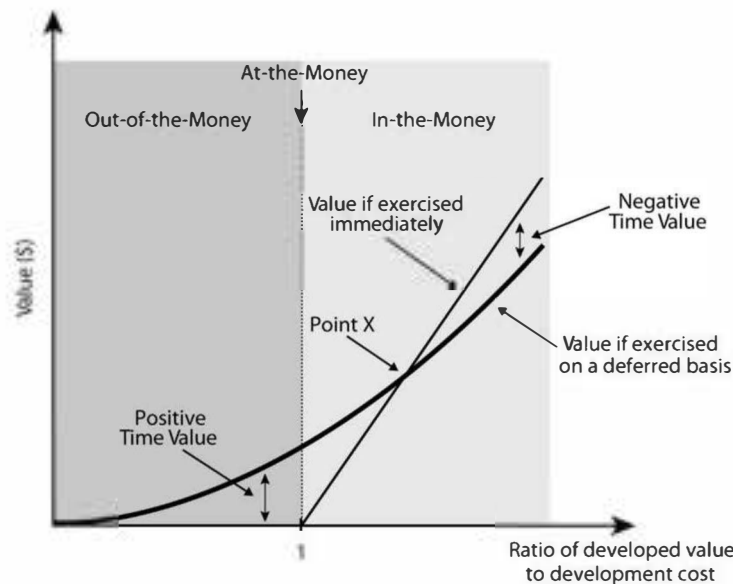 At-the-Money
Out-of-the-Money
In-the-Money
Value if exercised
immediately
Negative
Time Value
Value ($)
Point X
Value if exercised
on a deferred basis
Positive
Time Value
1
Ratio of developed value
to development cost